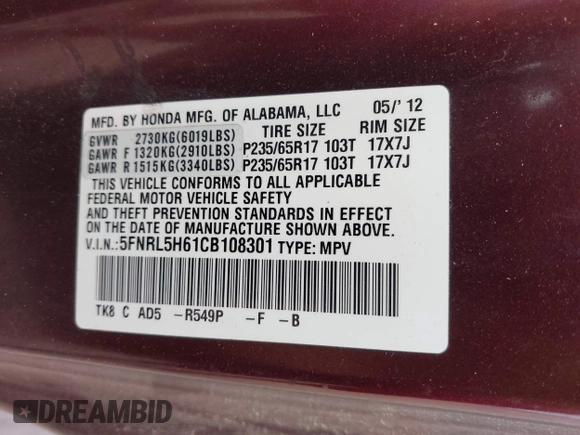 MFD. BY HONDA MFG. OF ALABAMA, LLC 05/'12
TIRE SIZE RIM SIZE
GVWR 2730KG(6019LBS)
GAWR F 1320KG(2910LBS) P235/65R17 103T 17X7J
GAWR R 1515KG(3340LBS) P235/65R17 103T 17X7J
THIS VEHICLE CONFORMS TO ALL APPLICABLE
FEDERAL MOTOR VEHICLE SAFETY
AND THEFT PREVENTION STANDARDS IN EFFECT
ON THE DATE OF MANUFACTURE SHOWN ABOVE.
V.I.N.:5FNRL5H61CB108301 TYPE: MPV
TK8 C AD5 -R549P -F -B
DREAMBID